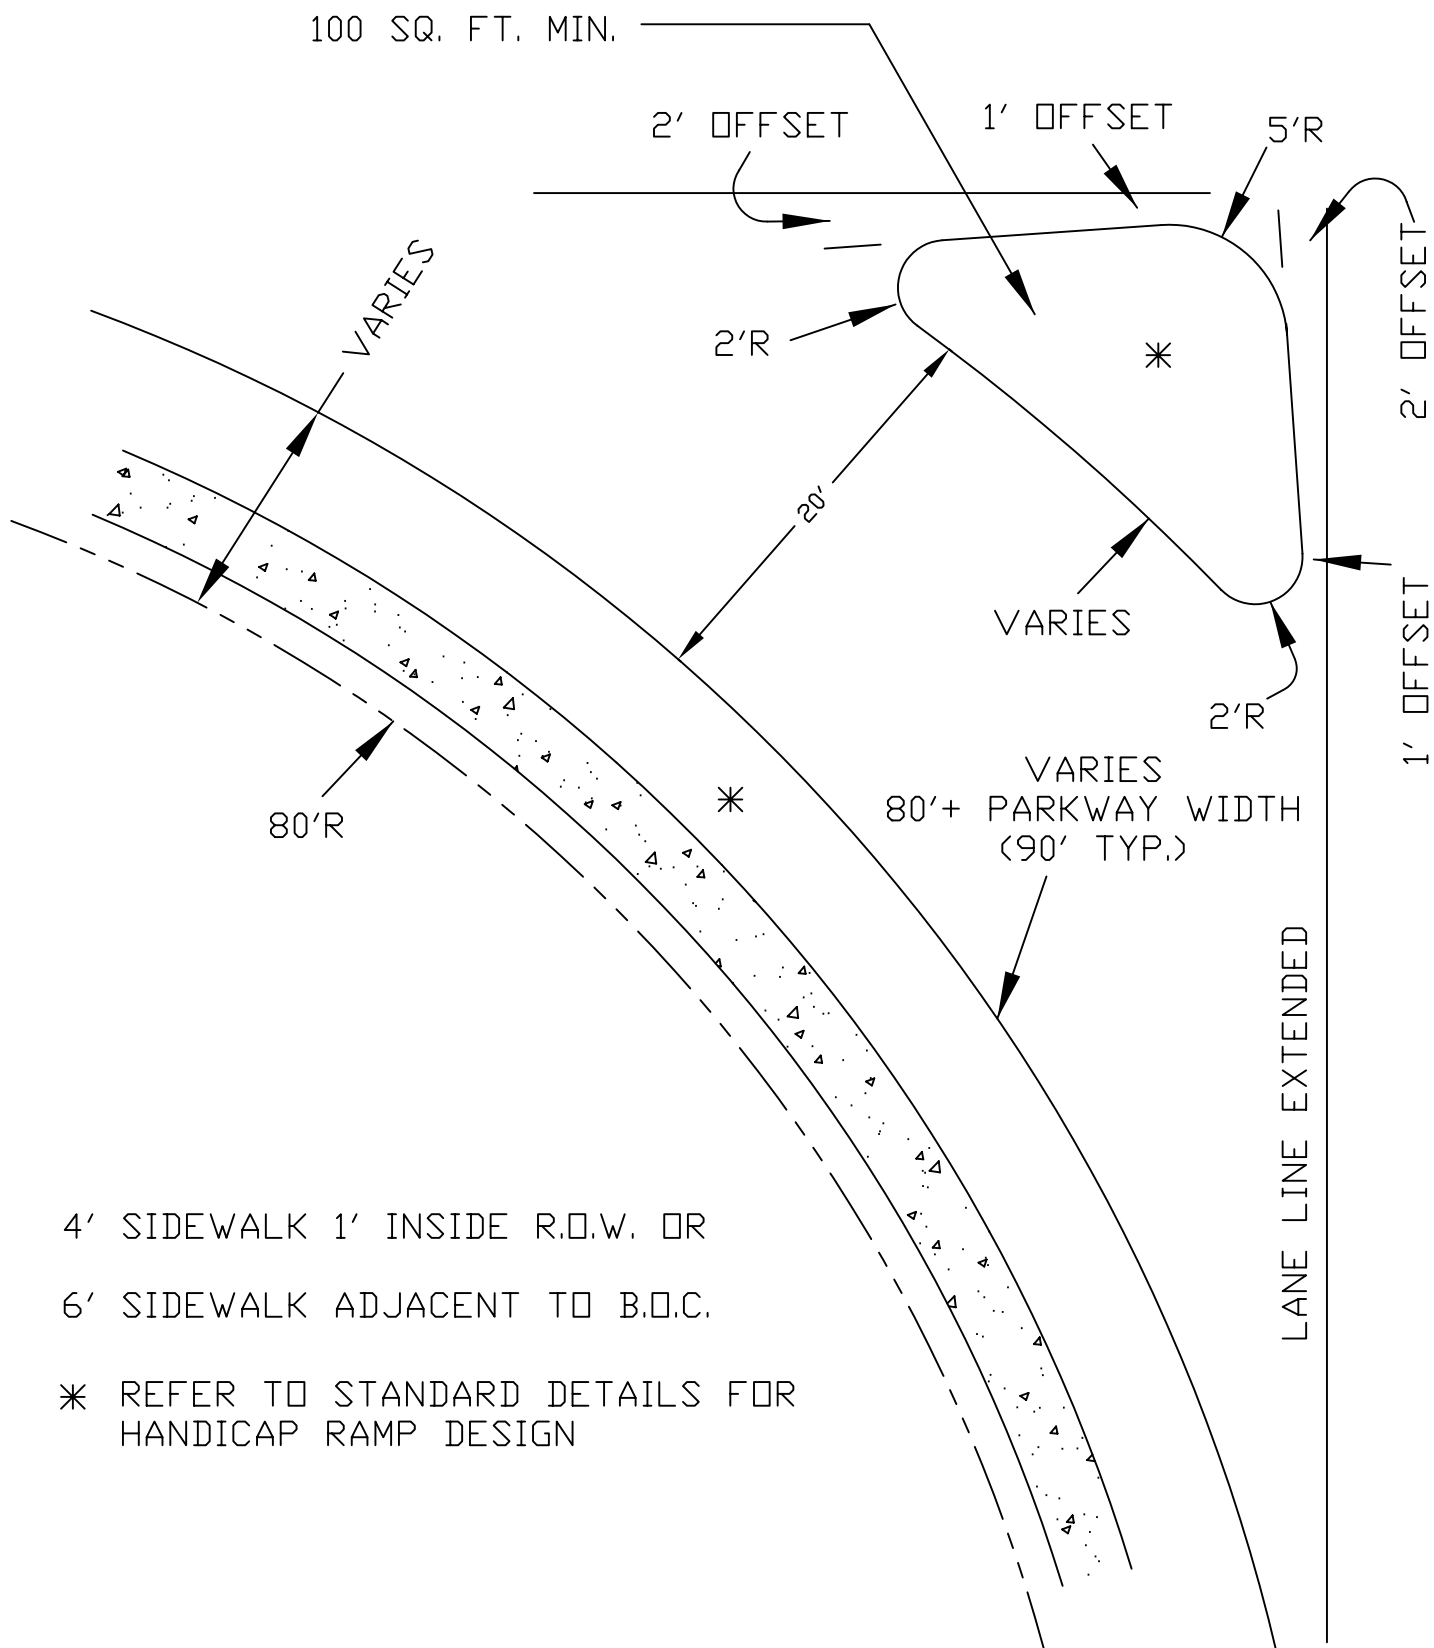 100 SQ. FT. MIN.
2' OFFSET
1' OFFSET
5'R
2' OFFSET
VARIES
2'R
✳
20'
VARIES
1' OFFSET
2'R
80'R
✳
VARIES
80'+ PARKWAY WIDTH
(90' TYP.)
LANE LINE EXTENDED
4' SIDEWALK 1' INSIDE R.O.W. OR
6' SIDEWALK ADJACENT TO B.O.C.
✳ REFER TO STANDARD DETAILS FOR
HANDICAP RAMP DESIGN